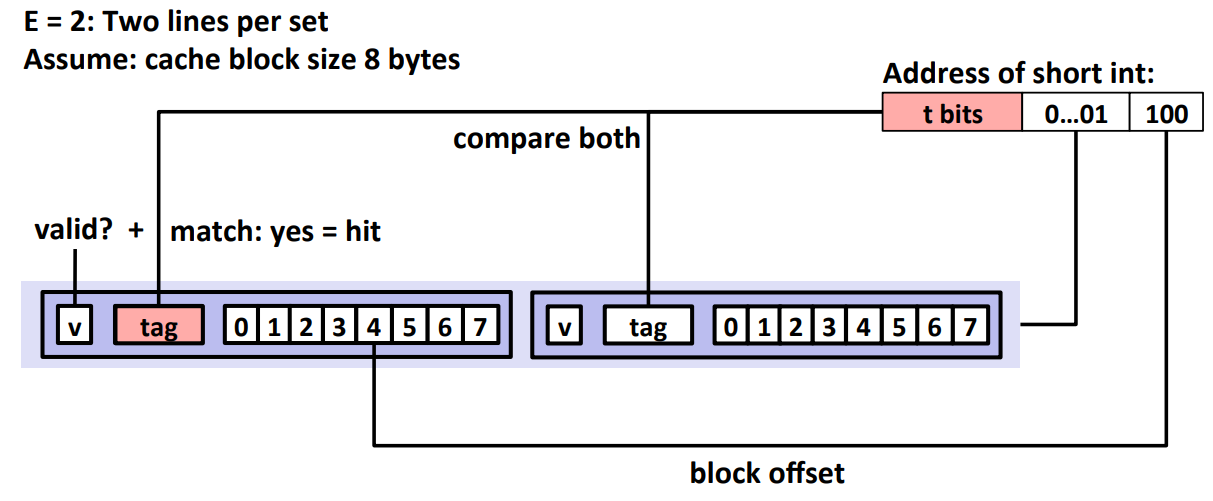 E = 2: Two lines per set
Assume: cache block size 8 bytes
Address of short int:
t bits 0…01 100
compare both
valid? + match: yes = hit
v tag 0 1 2 3 4 5 6 7 v tag 0 1 2 3 4 5 6 7
block offset